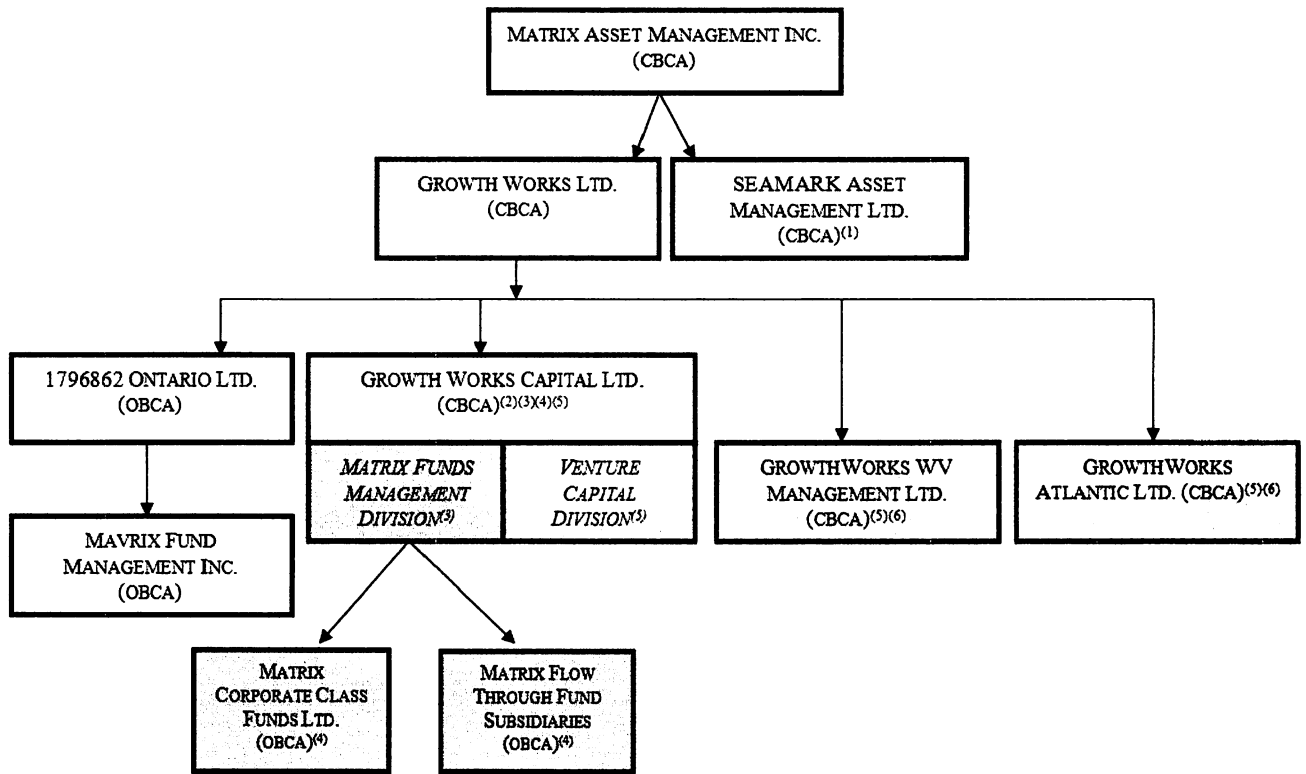 MATRIX ASSET MANAGEMENT INC.
(CBCA)
GROWTH WORKS LTD.
(CBCA)
SEAMARK ASSET
MANAGEMENT LTD.
(CBCA)(1)
1796862 ONTARIO LTD.
(OBCA)
GROWTH WORKS CAPITAL LTD.
(CBCA)(2)(3)(4)(5)
MATRIX FUNDS
MANAGEMENT
DIVISION(3)
VENTURE
CAPITAL
DIVISION(5)
GROWTHWORKS WV
MANAGEMENT LTD.
(CBCA)(5)(6)
GROWTHWORKS
ATLANTIC LTD. (CBCA)(5)(6)
MAVRIX FUND
MANAGEMENT INC.
(OBCA)
MATRIX
CORPORATE CLASS
FUNDS LTD.
(OBCA)(4)
MATRIX FLOW
THROUGH FUND
SUBSIDIARIES
(OBCA)(4)